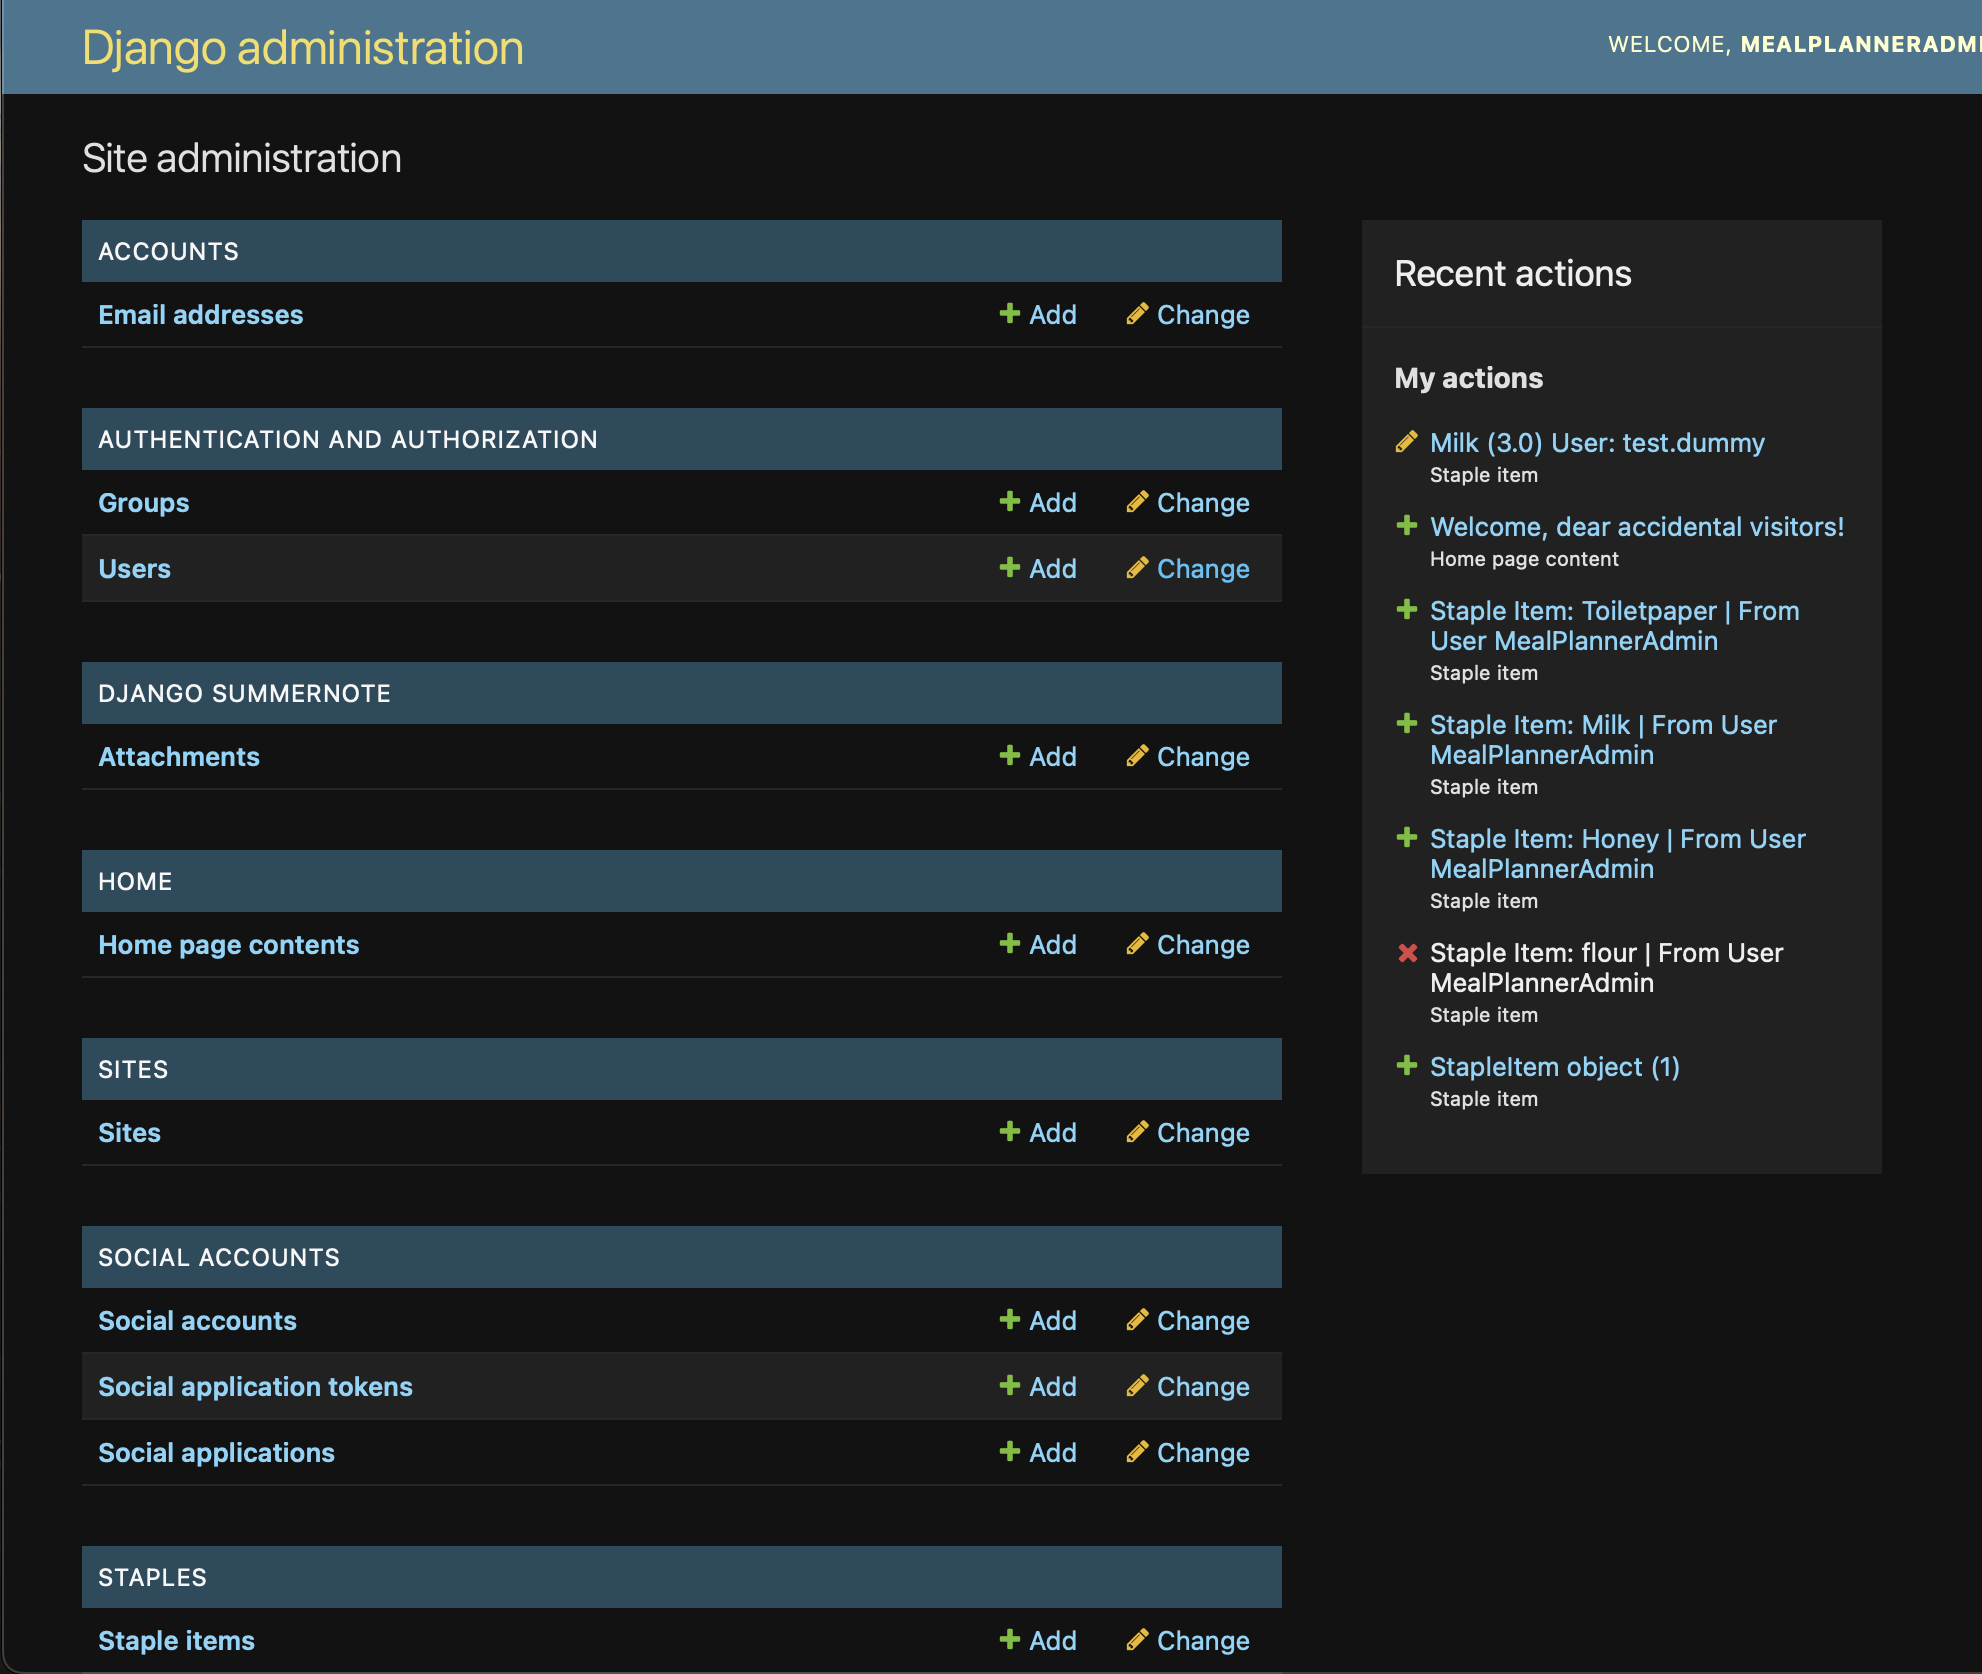 Django administration
WELCOME, MEALPLANNERADMI
Site administration
ACCOUNTS
Email addresses Add Change
AUTHENTICATION AND AUTHORIZATION
Groups Add Change
Users Add Change
DJANGO SUMMERNOTE
Attachments Add Change
HOME
Home page contents Add Change
SITES
Sites Add Change
SOCIAL ACCOUNTS
Social accounts Add Change
Social application tokens Add Change
Social applications Add Change
STAPLES
Staple items Add Change
Recent actions
My actions
Milk (3.0) User: test.dummy
Staple item
Welcome, dear accidental visitors!
Home page content
Staple Item: Toiletpaper | From
User MealPlannerAdmin
Staple item
Staple Item: Milk | From User
MealPlannerAdmin
Staple item
Staple Item: Honey | From User
MealPlannerAdmin
Staple item
Staple Item: flour | From User
MealPlannerAdmin
Staple item
StapleItem object (1)
Staple item